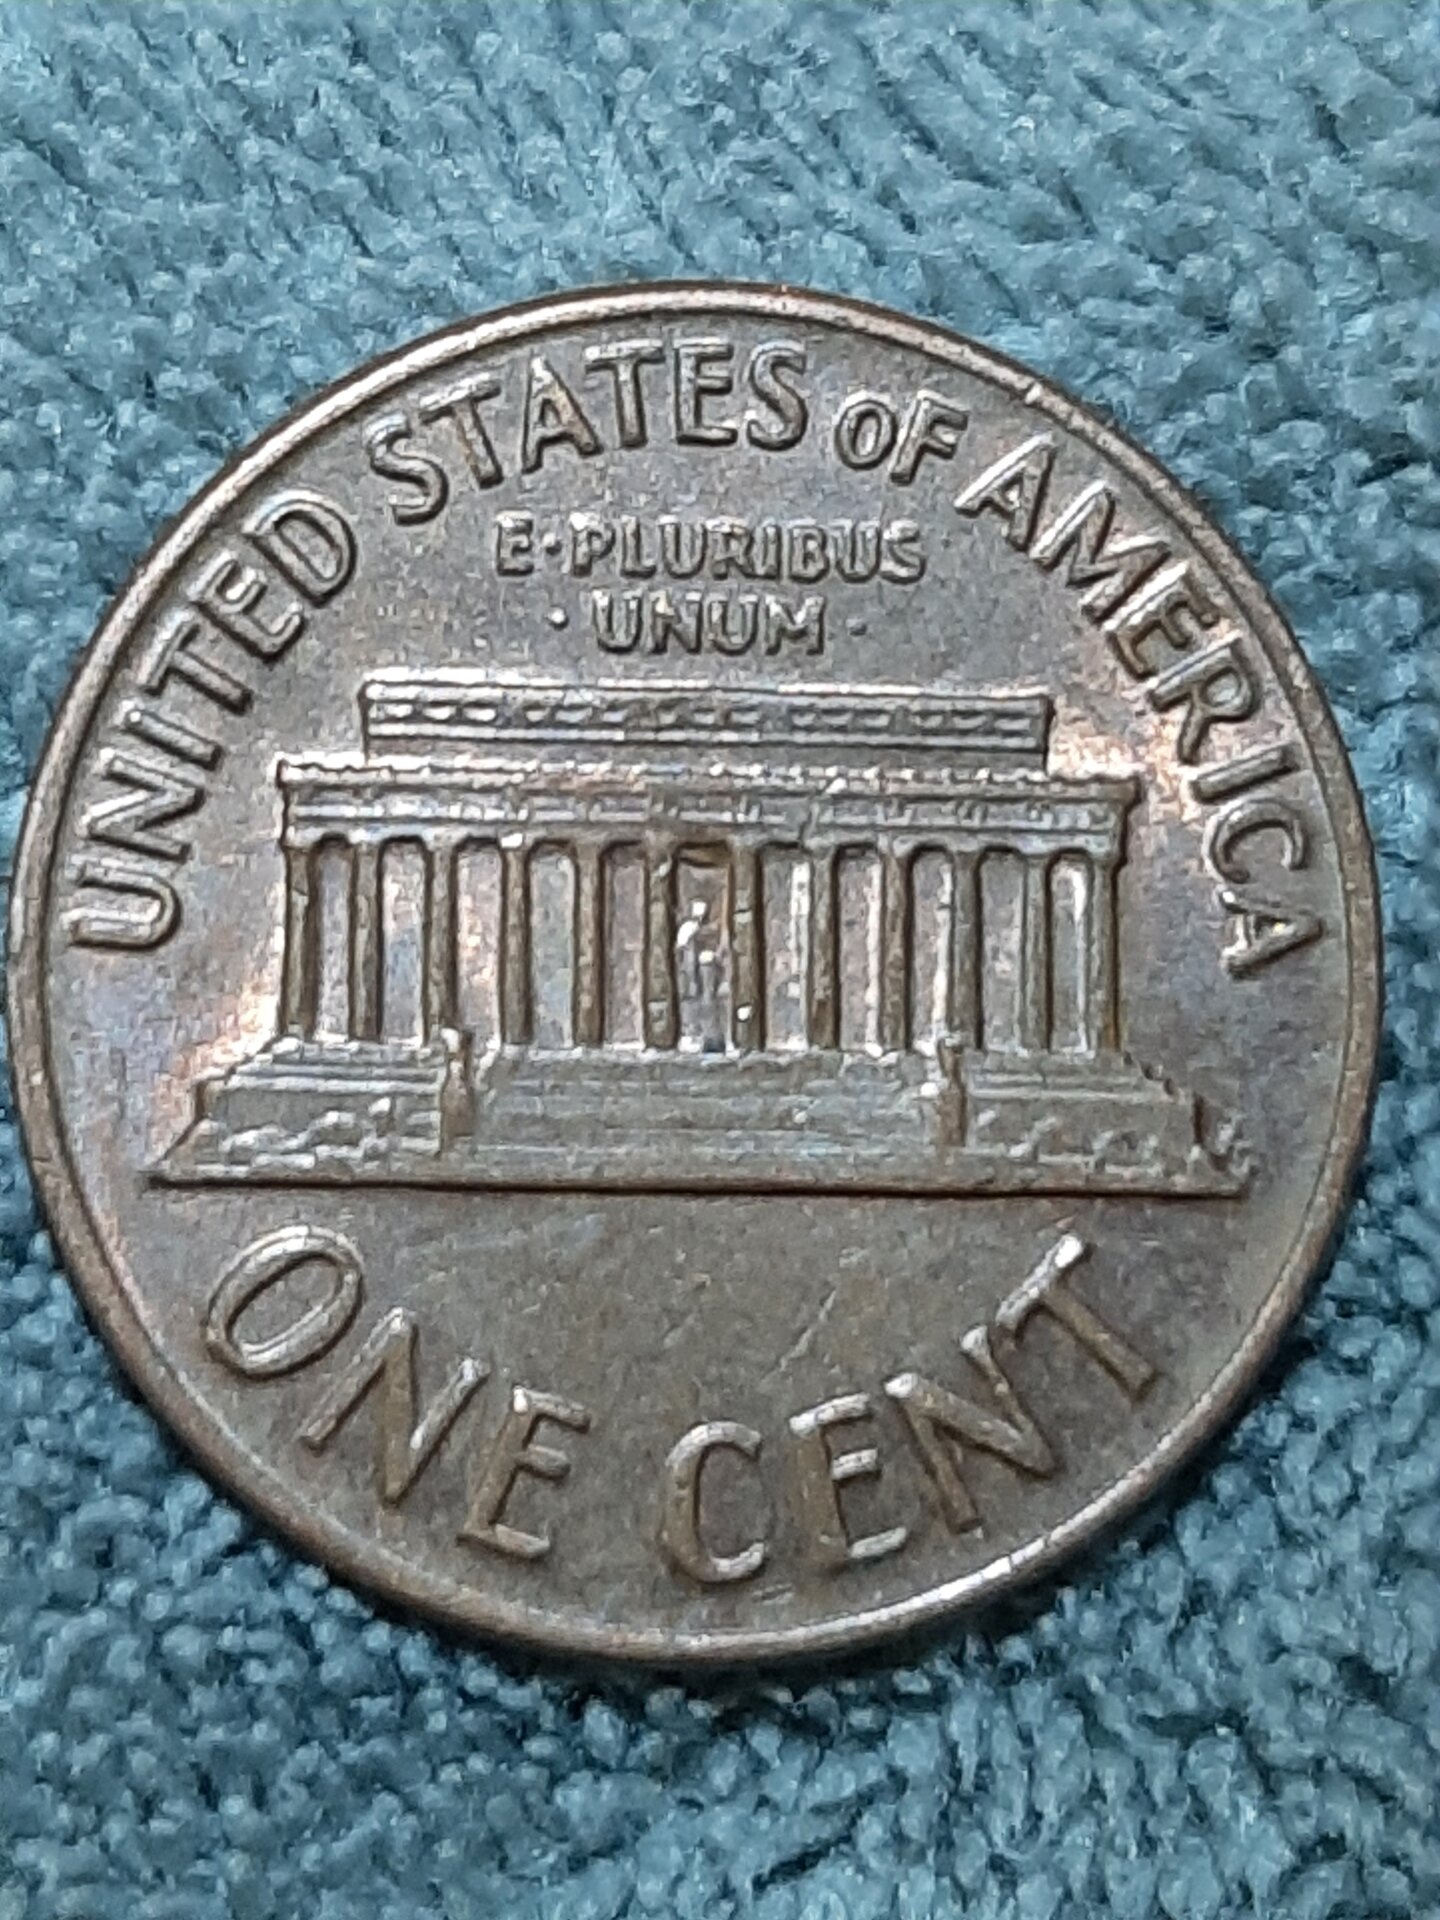 UNITED STATES OF AMERICA
E·PLURIBUS
·UNUM·
ONE CENT